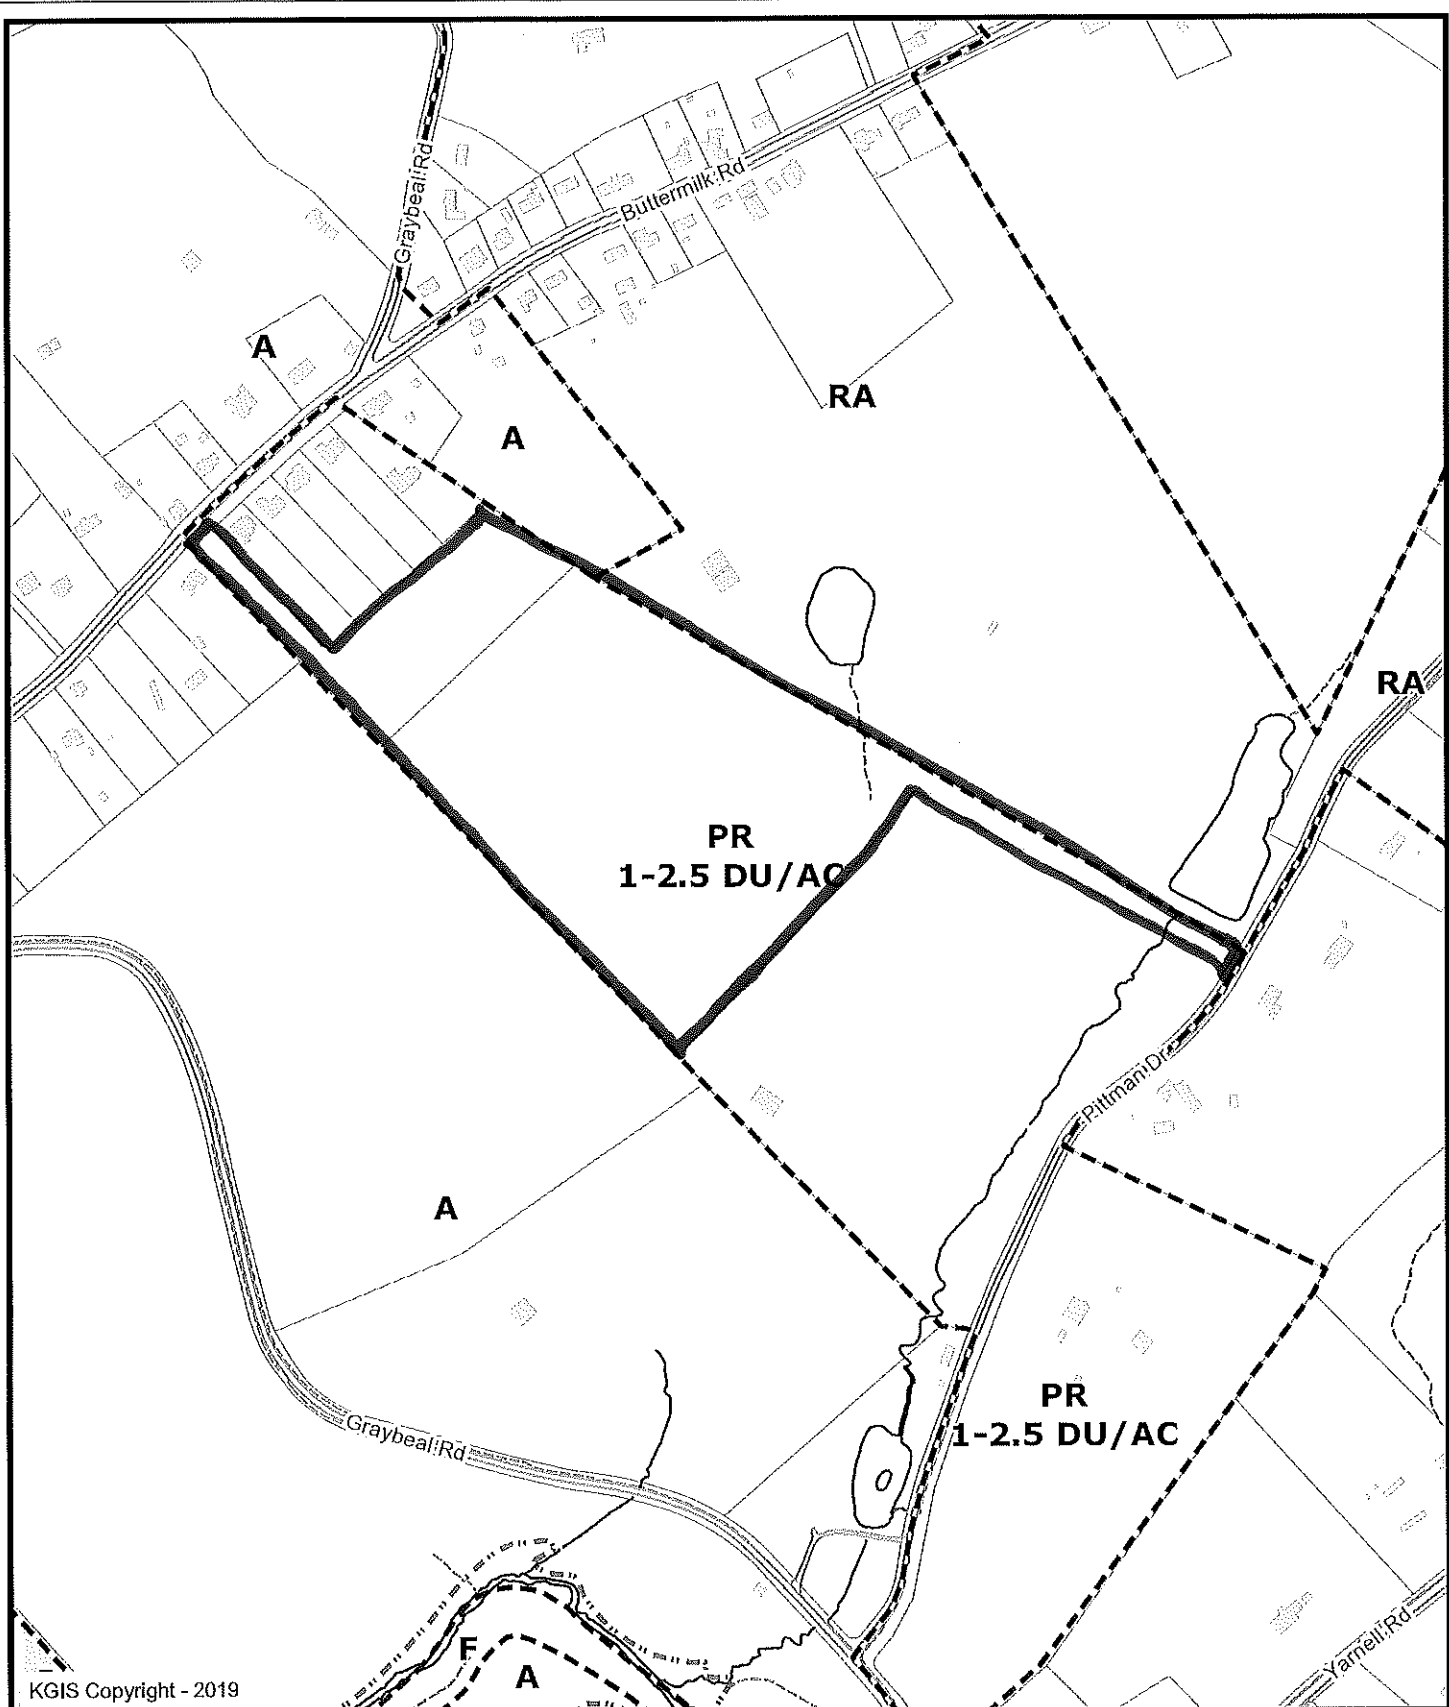 Graybeal Rd
Buttermilk Rd
A
RA
A
RA
PR
1-2.5 DU/AC
Pittman Dr
A
PR
1-2.5 DU/AC
Graybeal Rd
F
A
Yarnell Rd
KGIS Copyright - 2019